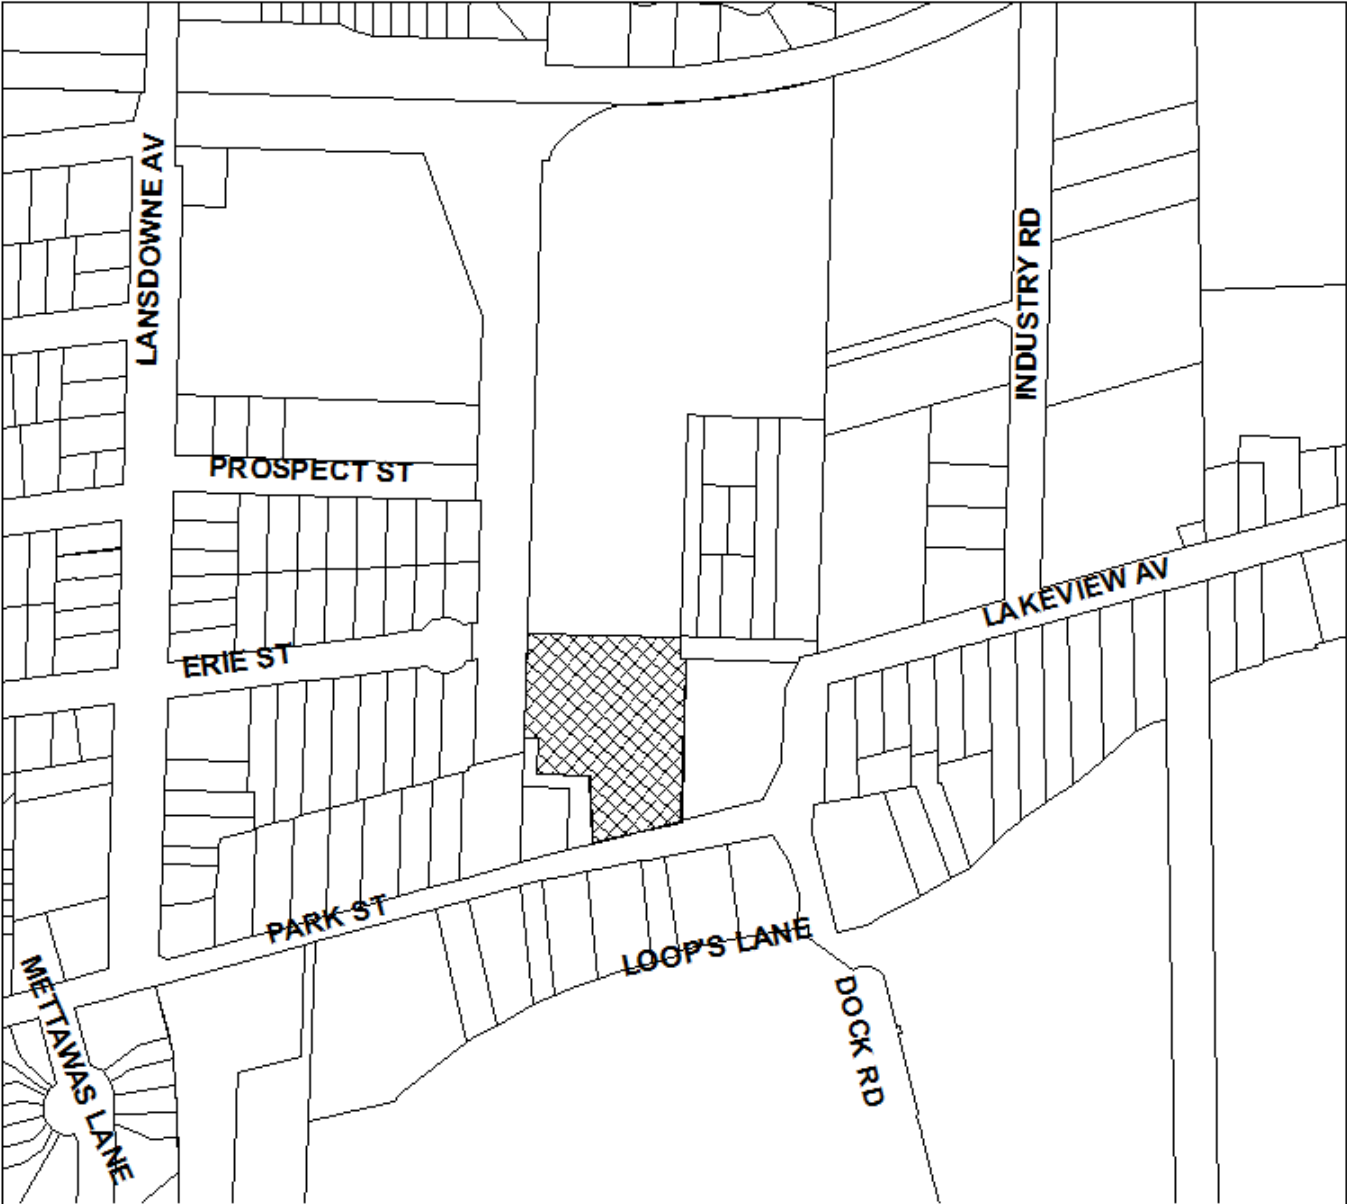 LANSDOWNE AV
INDUSTRY RD
PROSPECT ST
LAKEVIEW AV
ERIE ST
PARK ST
LOOP'S LANE
METTAWAS LANE
DOCK RD